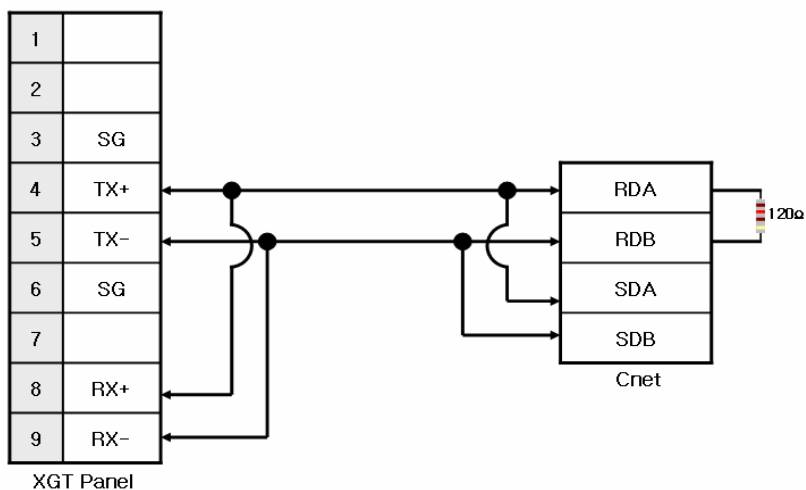 1
2
3 SG
4 TX+
5 TX-
6 SG
7
8 RX+
9 RX-
XGT Panel
RDA
RDB
SDA
SDB
Cnet
120Ω